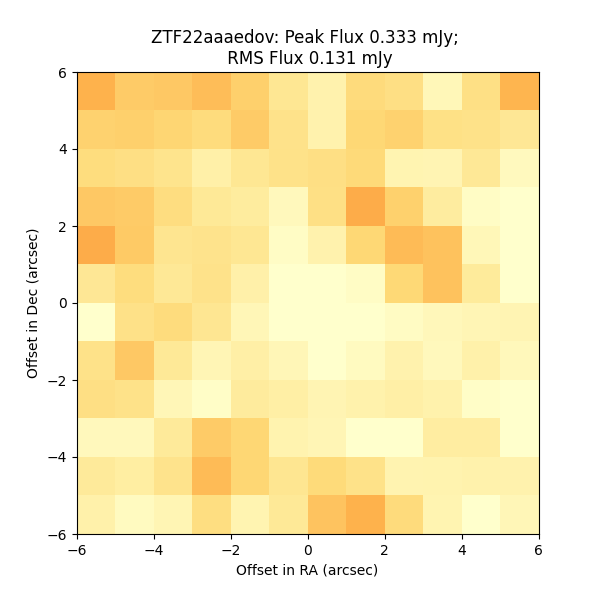 ZTF22aaaedov: Peak Flux 0.333 mJy;
RMS Flux 0.131 mJy
6
4
2
0
−2
−4
−6
Offset in Dec (arcsec)
−6 −4 −2 0 2 4 6
Offset in RA (arcsec)